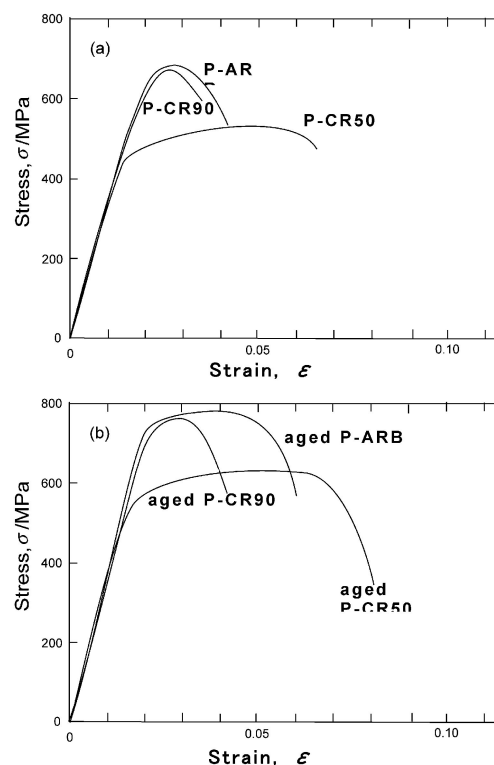 (a)
800
600
400
200
0
Stress, σ/MPa
P-AR
P-CR90
P-CR50
0
0.05
0.10
Strain, ε
(b)
800
600
400
200
0
Stress, σ/MPa
aged P-ARB
aged P-CR90
aged
P-CR50
0
0.05
0.10
Strain, ε